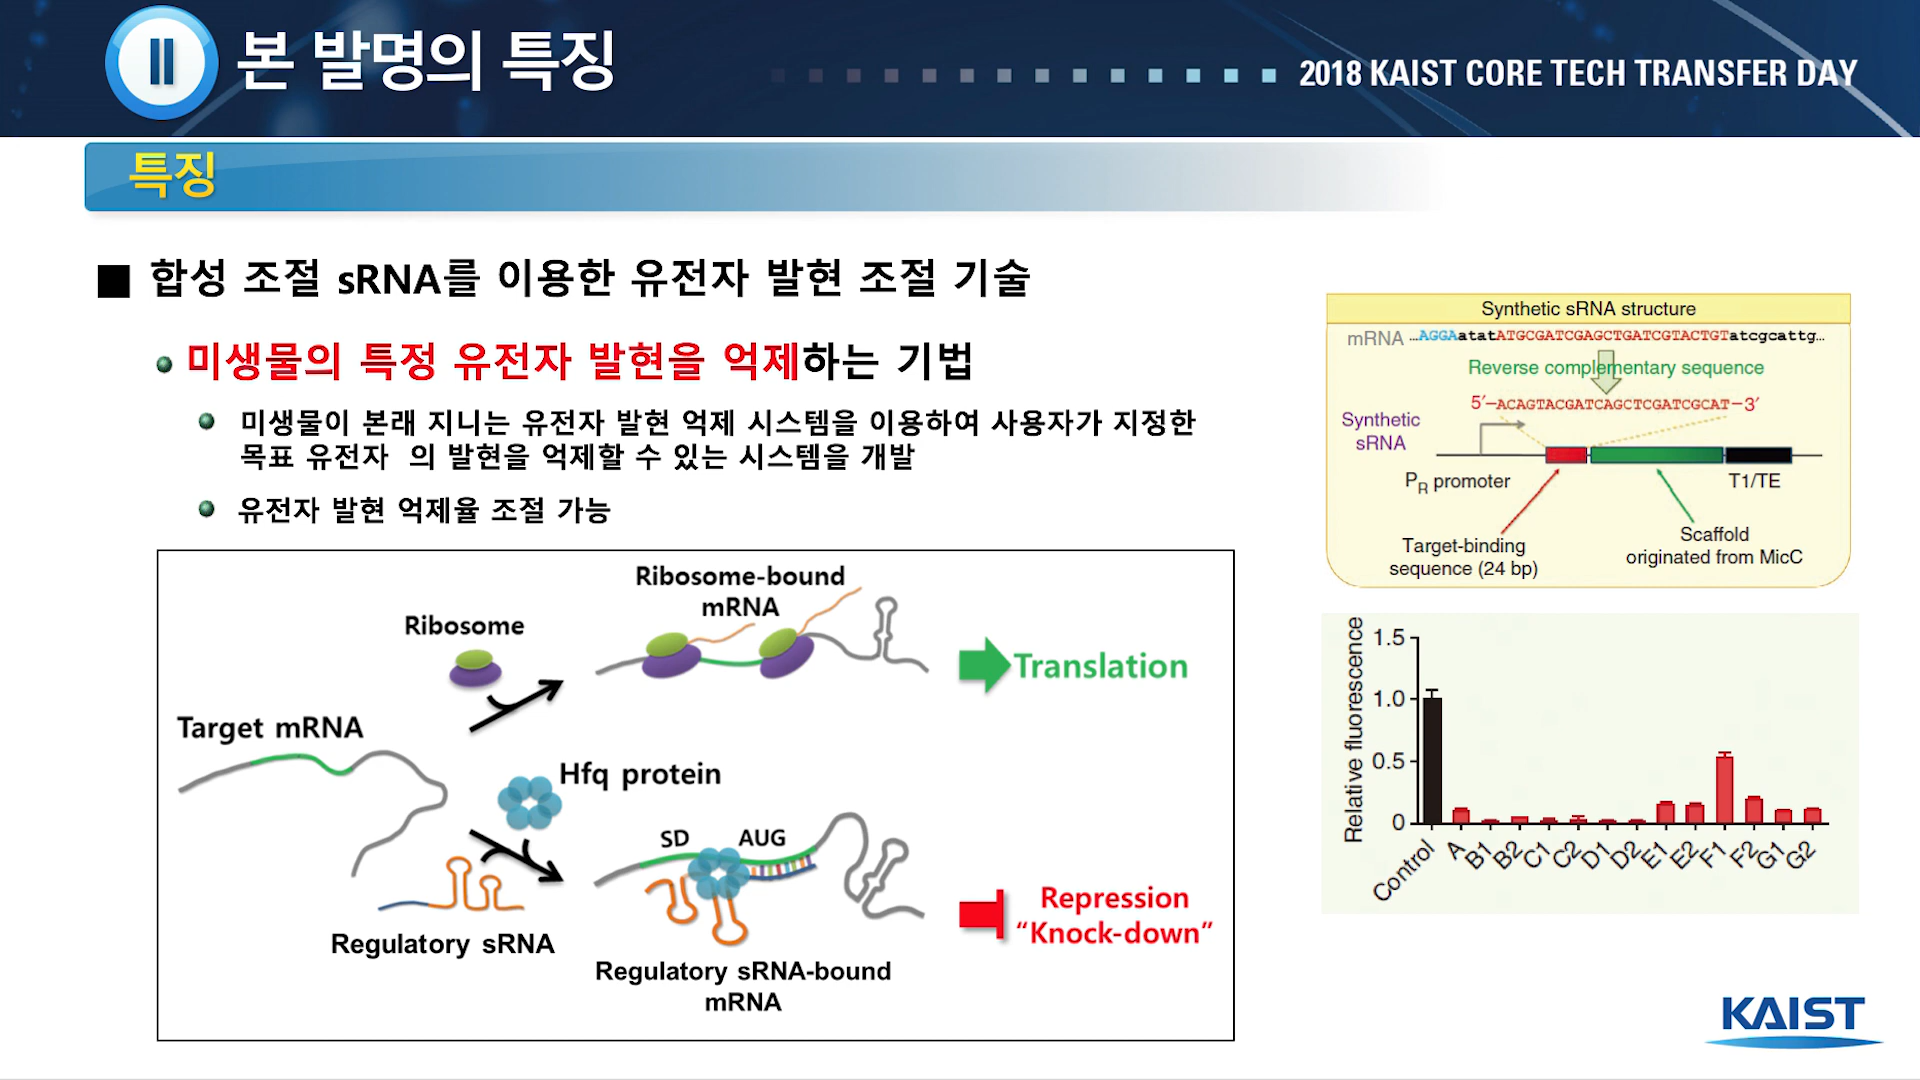 II 본 발명의 특징
2018 KAIST CORE TECH TRANSFER DAY
특징
합성 조절 sRNA를 이용한 유전자 발현 조절 기술
미생물의 특정 유전자 발현을 억제하는 기법
미생물이 본래 지니는 유전자 발현 억제 시스템을 이용하여 사용자가 지정한
목표 유전자 의 발현을 억제할 수 있는 시스템을 개발
유전자 발현 억제율 조절 가능
Ribosome-bound
mRNA
Ribosome
Translation
Target mRNA
Hfq protein
SD AUG
Repression
“Knock-down”
Regulatory sRNA
Regulatory sRNA-bound
mRNA
Synthetic sRNA structure
mRNA ...AGGAatatATGCGATCGAGCTGATCGTACTGTatcgcattg...
Reverse complementary sequence
5′–ACAGTACGATCAGCTCGATCGCAT–3′
Synthetic
sRNA
PR promoter
T1/TE
Target-binding
sequence (24 bp)
Scaffold
originated from MicC
Relative fluorescence
1.5
1.0
0.5
0
Control A B1 B2 C1 C2 D1 D2 E1 E2 F1 F2 G1 G2
KAIST